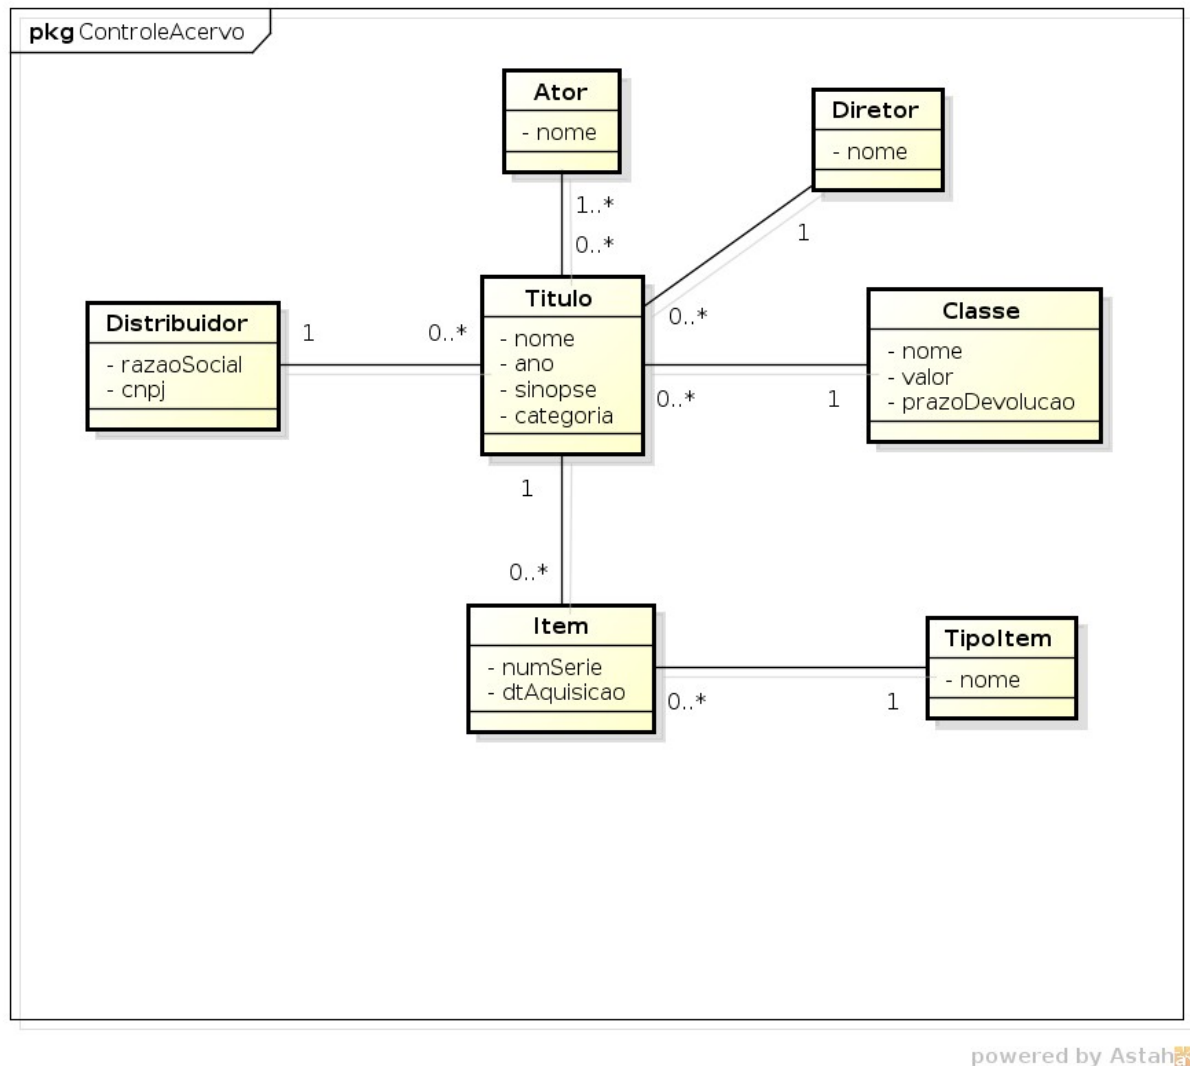 pkg ControleAcervo
Ator
- nome
1..*
0..*
Diretor
- nome
1
0..*
Distribuidor
- razaoSocial
- cnpj
1
0..*
Titulo
- nome
- ano
- sinopse
- categoria
Classe
- nome
- valor
- prazoDevolucao
0..*
1
1
0..*
Item
- numSerie
- dtAquisicao
0..*
1
TipoItem
- nome
powered by Astah